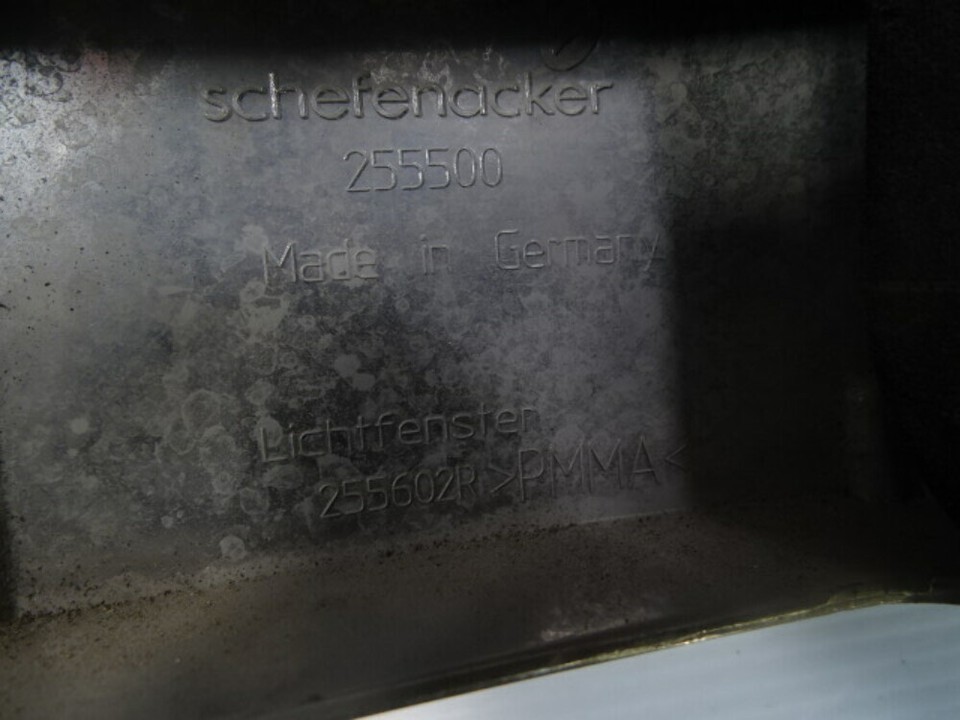 schefenacker
255500
Made in Germany
Lichtfenster
255602R >PMMA<